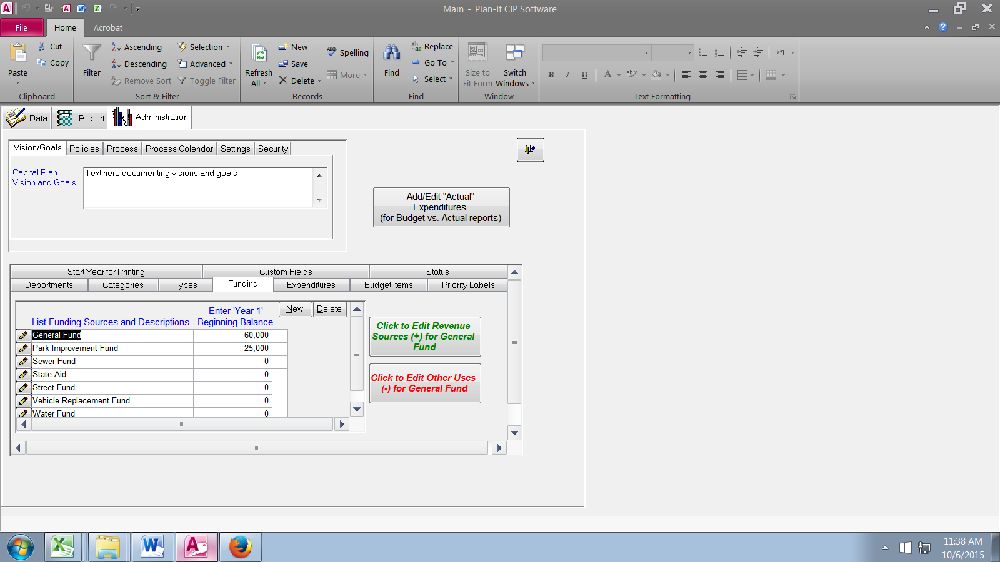 Main - Plan-It CIP Software
File Home Acrobat
Paste
Cut
Copy
Clipboard
Filter
Ascending
Descending
Remove Sort
Selection
Advanced
Toggle Filter
Sort & Filter
Refresh
All
New
Save
Delete
Spelling
More
Records
Find
Replace
Go To
Select
Find
Size to
Fit Form
Switch
Windows
Window
B I U A
Text Formatting
Data Report Administration
Vision/Goals Policies Process Process Calendar Settings Security
Capital Plan
Vision and Goals
Text here documenting visions and goals
Add/Edit "Actual"
Expenditures
(for Budget vs. Actual reports)
Start Year for Printing Custom Fields Status
Departments Categories Types Funding Expenditures Budget Items Priority Labels
List Funding Sources and Descriptions
Enter 'Year 1'
Beginning Balance
New Delete
General Fund 60,000
Park Improvement Fund 25,000
Sewer Fund 0
State Aid 0
Street Fund 0
Vehicle Replacement Fund 0
Water Fund 0
Click to Edit Revenue
Sources (+) for General
Fund
Click to Edit Other Uses
(-) for General Fund
11:38 AM
10/6/2015